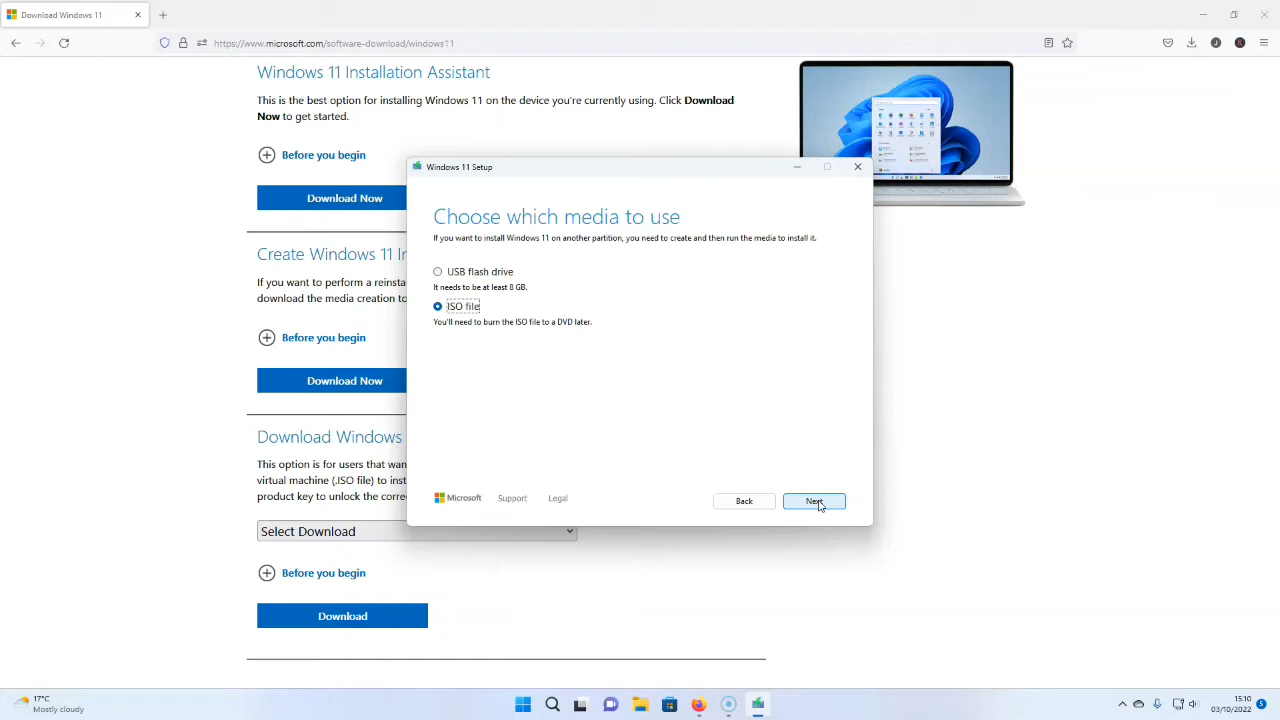 Download Windows 11
https://www.microsoft.com/software-download/windows11
Windows 11 Installation Assistant
This is the best option for installing Windows 11 on the device you're currently using. Click Download
Now to get started.
Before you begin
Download Now
Create Windows 11 I
If you want to perform a reinsta
download the media creation to
Before you begin
Download Now
Download Windows
This option is for users that wan
virtual machine (.ISO file) to inst
product key to unlock the correc
Select Download
Before you begin
Download
Windows 11 Setup
Choose which media to use
If you want to install Windows 11 on another partition, you need to create and then run the media to install it.
USB flash drive
It needs to be at least 8 GB.
ISO file
You'll need to burn the ISO file to a DVD later.
Microsoft
Support
Legal
Back
Next
17°C
Mostly cloudy
15:10
03/10/2022
5